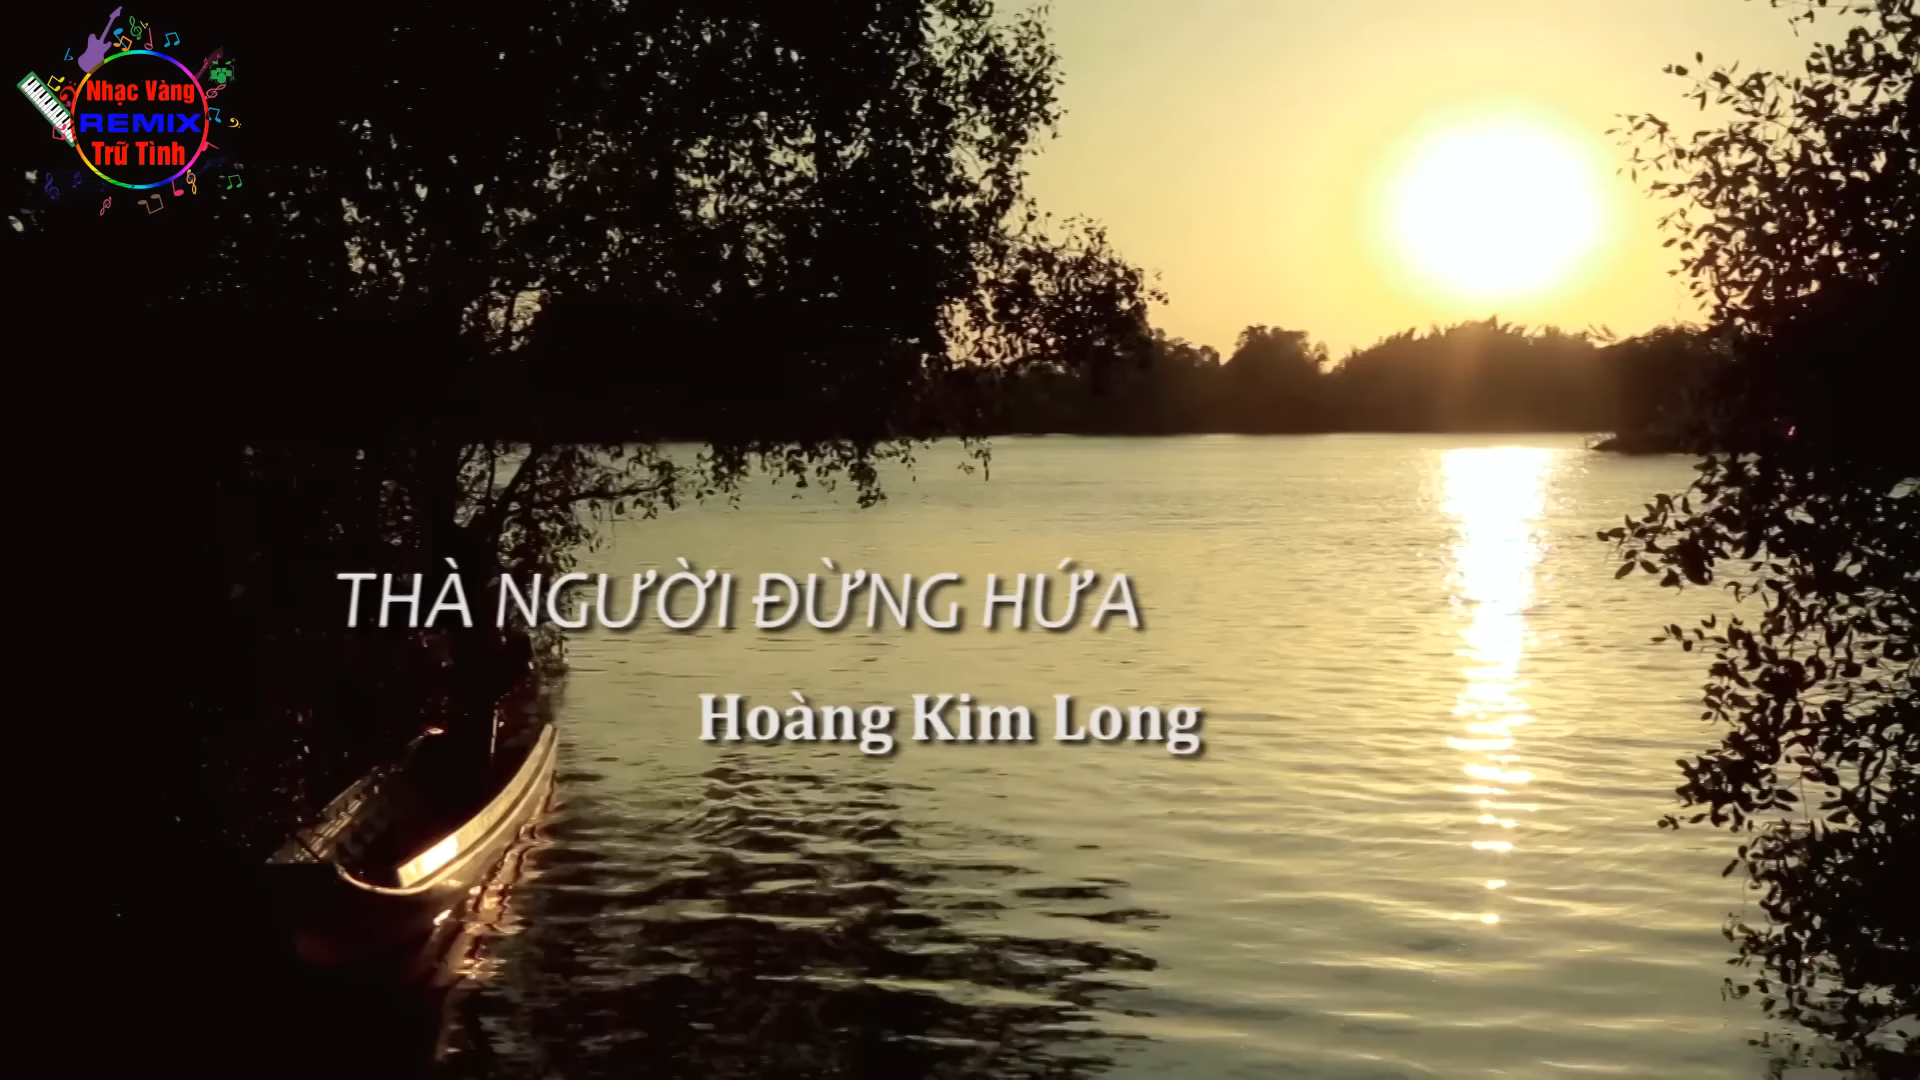 Nhạc Vàng
REMIX
Trữ Tình
THÀ NGƯỜI ĐỪNG HỨA
Hoàng Kim Long